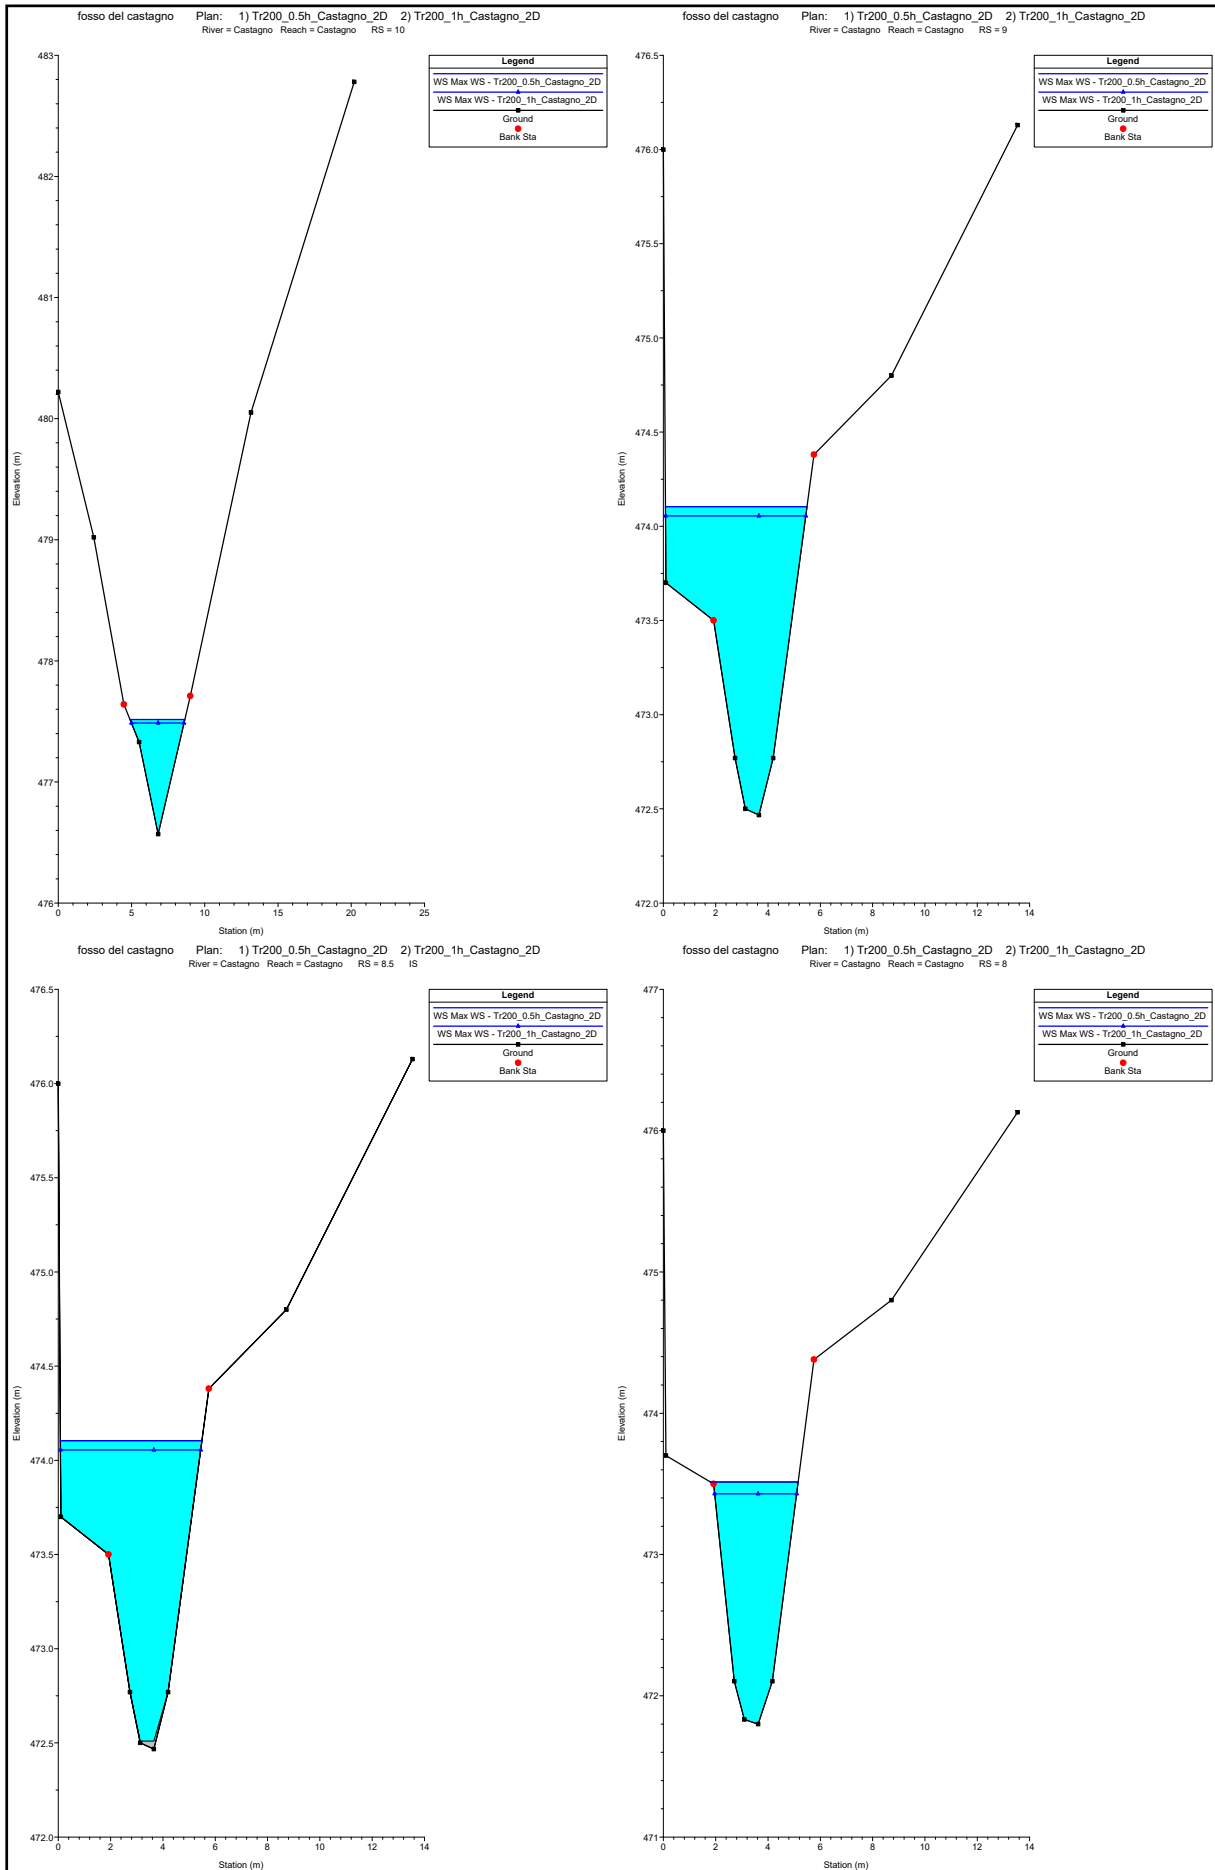 fosso del castagno Plan: 1) Tr200_0.5h_Castagno_2D 2) Tr200_1h_Castagno_2D
River = Castagno Reach = Castagno RS = 10
Legend
WS Max WS - Tr200_0.5h_Castagno_2D
WS Max WS - Tr200_1h_Castagno_2D
Ground
Bank Sta
483
482
481
480
479
478
477
476
Elevation (m)
0 5 10 15 20 25
Station (m)
fosso del castagno Plan: 1) Tr200_0.5h_Castagno_2D 2) Tr200_1h_Castagno_2D
River = Castagno Reach = Castagno RS = 9
Legend
WS Max WS - Tr200_0.5h_Castagno_2D
WS Max WS - Tr200_1h_Castagno_2D
Ground
Bank Sta
476.5
476.0
475.5
475.0
474.5
474.0
473.5
473.0
472.5
472.0
Elevation (m)
0 2 4 6 8 10 12 14
Station (m)
fosso del castagno Plan: 1) Tr200_0.5h_Castagno_2D 2) Tr200_1h_Castagno_2D
River = Castagno Reach = Castagno RS = 8.5 IS
Legend
WS Max WS - Tr200_0.5h_Castagno_2D
WS Max WS - Tr200_1h_Castagno_2D
Ground
Bank Sta
476.5
476.0
475.5
475.0
474.5
474.0
473.5
473.0
472.5
472.0
Elevation (m)
0 2 4 6 8 10 12 14
Station (m)
fosso del castagno Plan: 1) Tr200_0.5h_Castagno_2D 2) Tr200_1h_Castagno_2D
River = Castagno Reach = Castagno RS = 8
Legend
WS Max WS - Tr200_0.5h_Castagno_2D
WS Max WS - Tr200_1h_Castagno_2D
Ground
Bank Sta
477
476
475
474
473
472
471
Elevation (m)
0 2 4 6 8 10 12 14
Station (m)